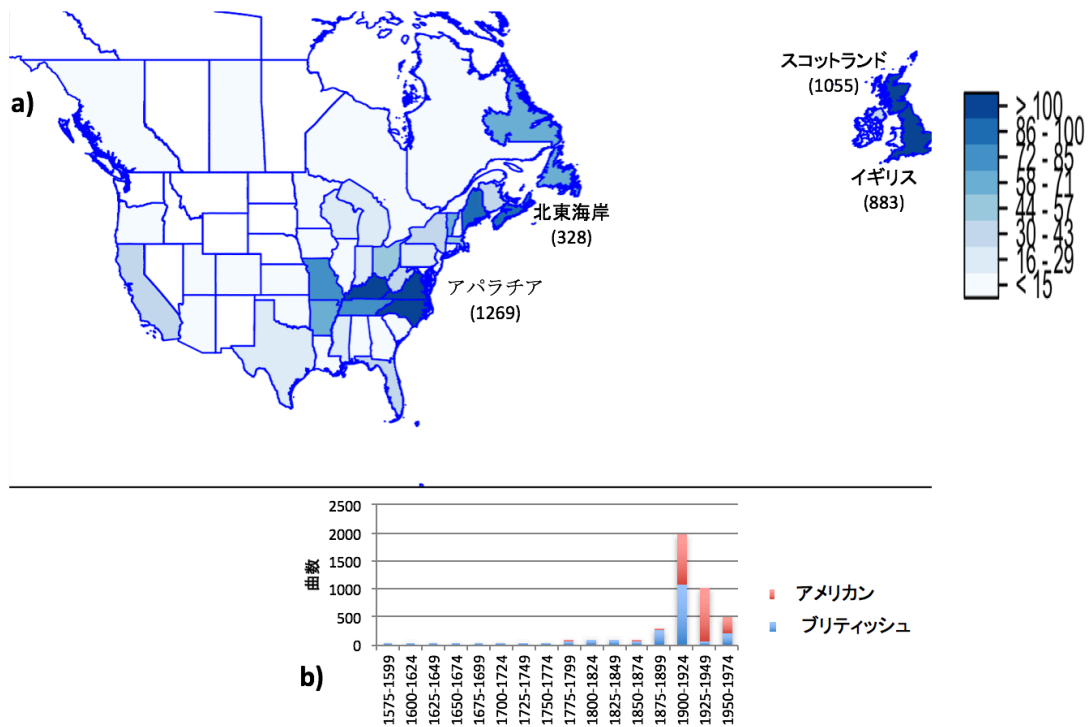 a)
スコットランド
(1055)
イギリス
(883)
北東海岸
(328)
アパラチア
(1269)
> 100
86 - 100
72 - 85
58 - 71
44 - 57
30 - 43
16 - 29
< 15
b)
曲数
2500
2000
1500
1000
500
0
1575-1599
1600-1624
1625-1649
1650-1674
1675-1699
1700-1724
1725-1749
1750-1774
1775-1799
1800-1824
1825-1849
1850-1874
1875-1899
1900-1924
1925-1949
1950-1974
アメリカン
ブリティッシュ